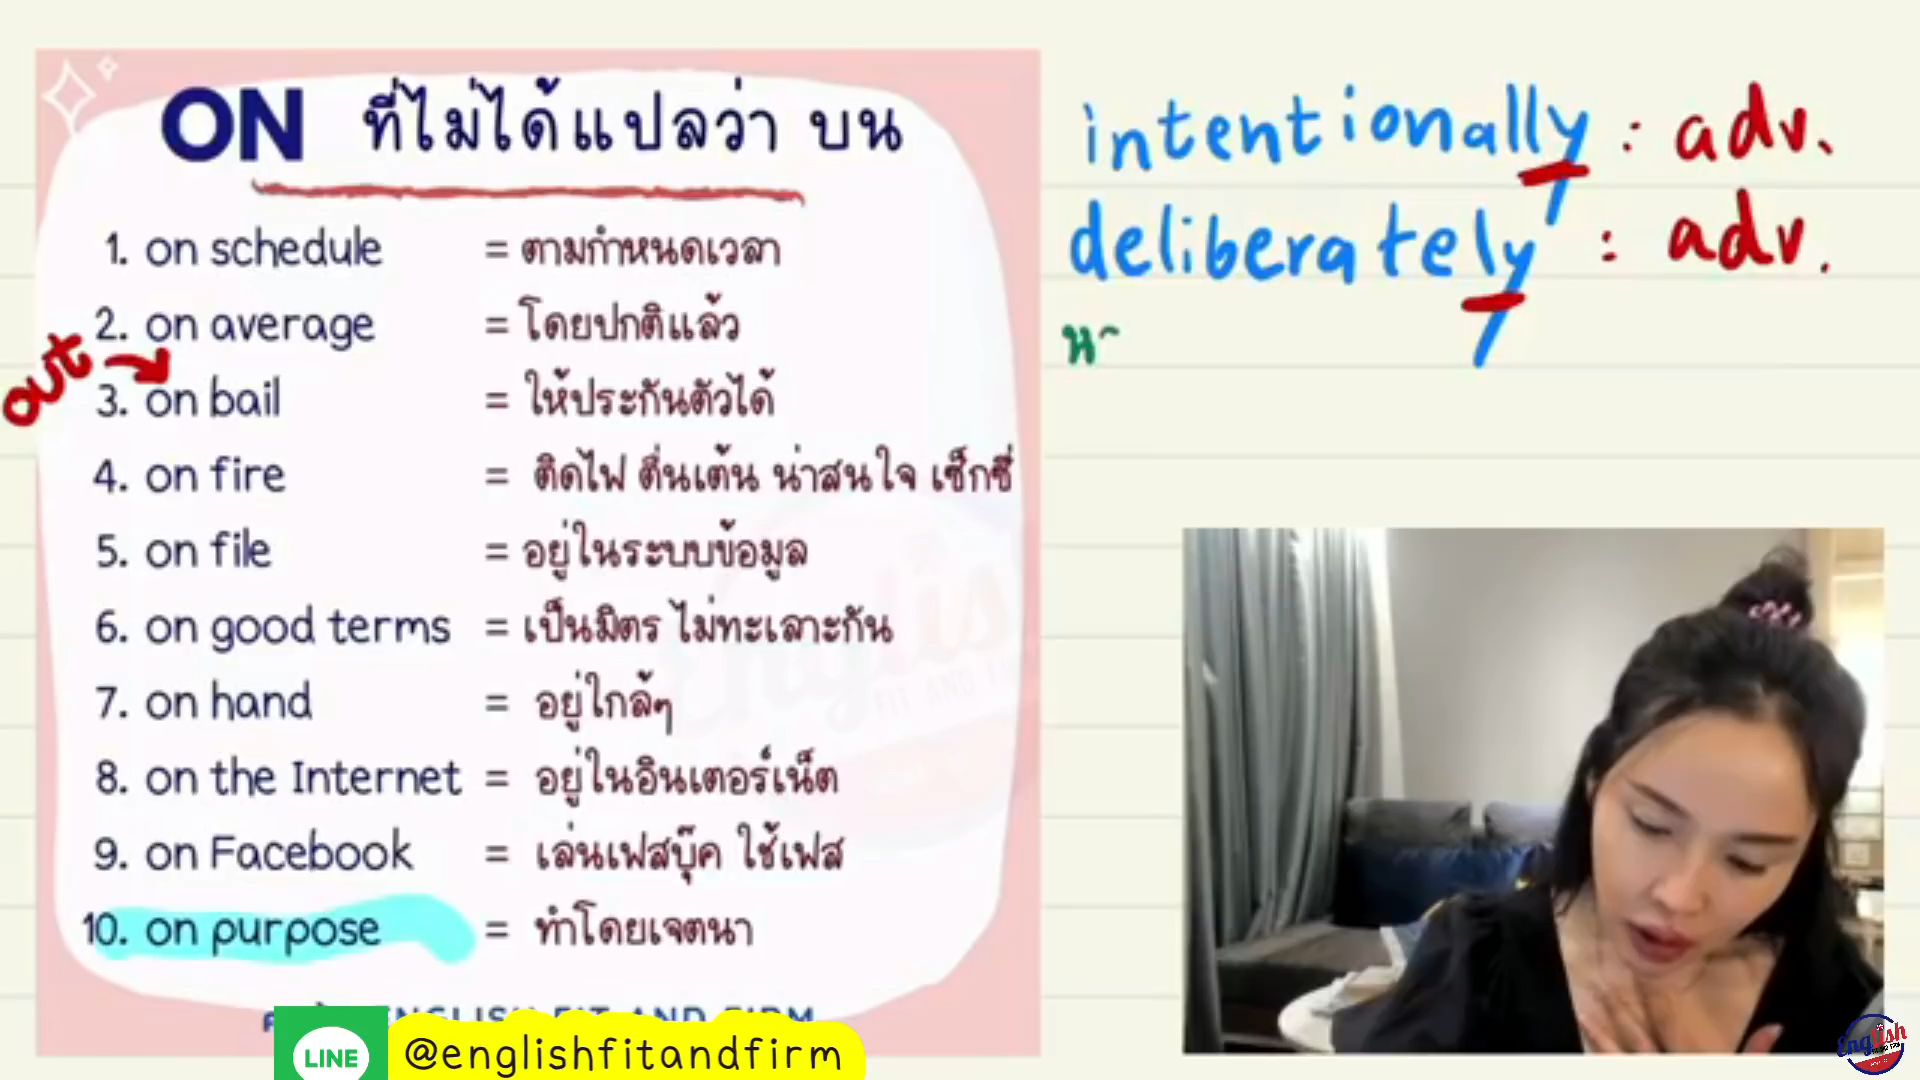 ON ที่ไม่ได้แปลว่า บน
1. on schedule = ตามกำหนดเวลา
2. on average = โดยปกติแล้ว
out
3. on bail = ให้ประกันตัวได้
4. on fire = ติดไฟ ตื่นเต้น น่าสนใจ เซ็กซี่
5. on file = อยู่ในระบบข้อมูล
6. on good terms = เป็นมิตร ไม่ทะเลาะกัน
7. on hand = อยู่ใกล้ๆ
8. on the Internet = อยู่ในอินเตอร์เน็ต
9. on Facebook = เล่นเฟสบุ๊ค ใช้เฟส
10. on purpose = ทำโดยเจตนา
ENGLISH FIT AND FIRM
LINE @englishfitandfirm
intentionally : adv.
deliberately : adv.
English